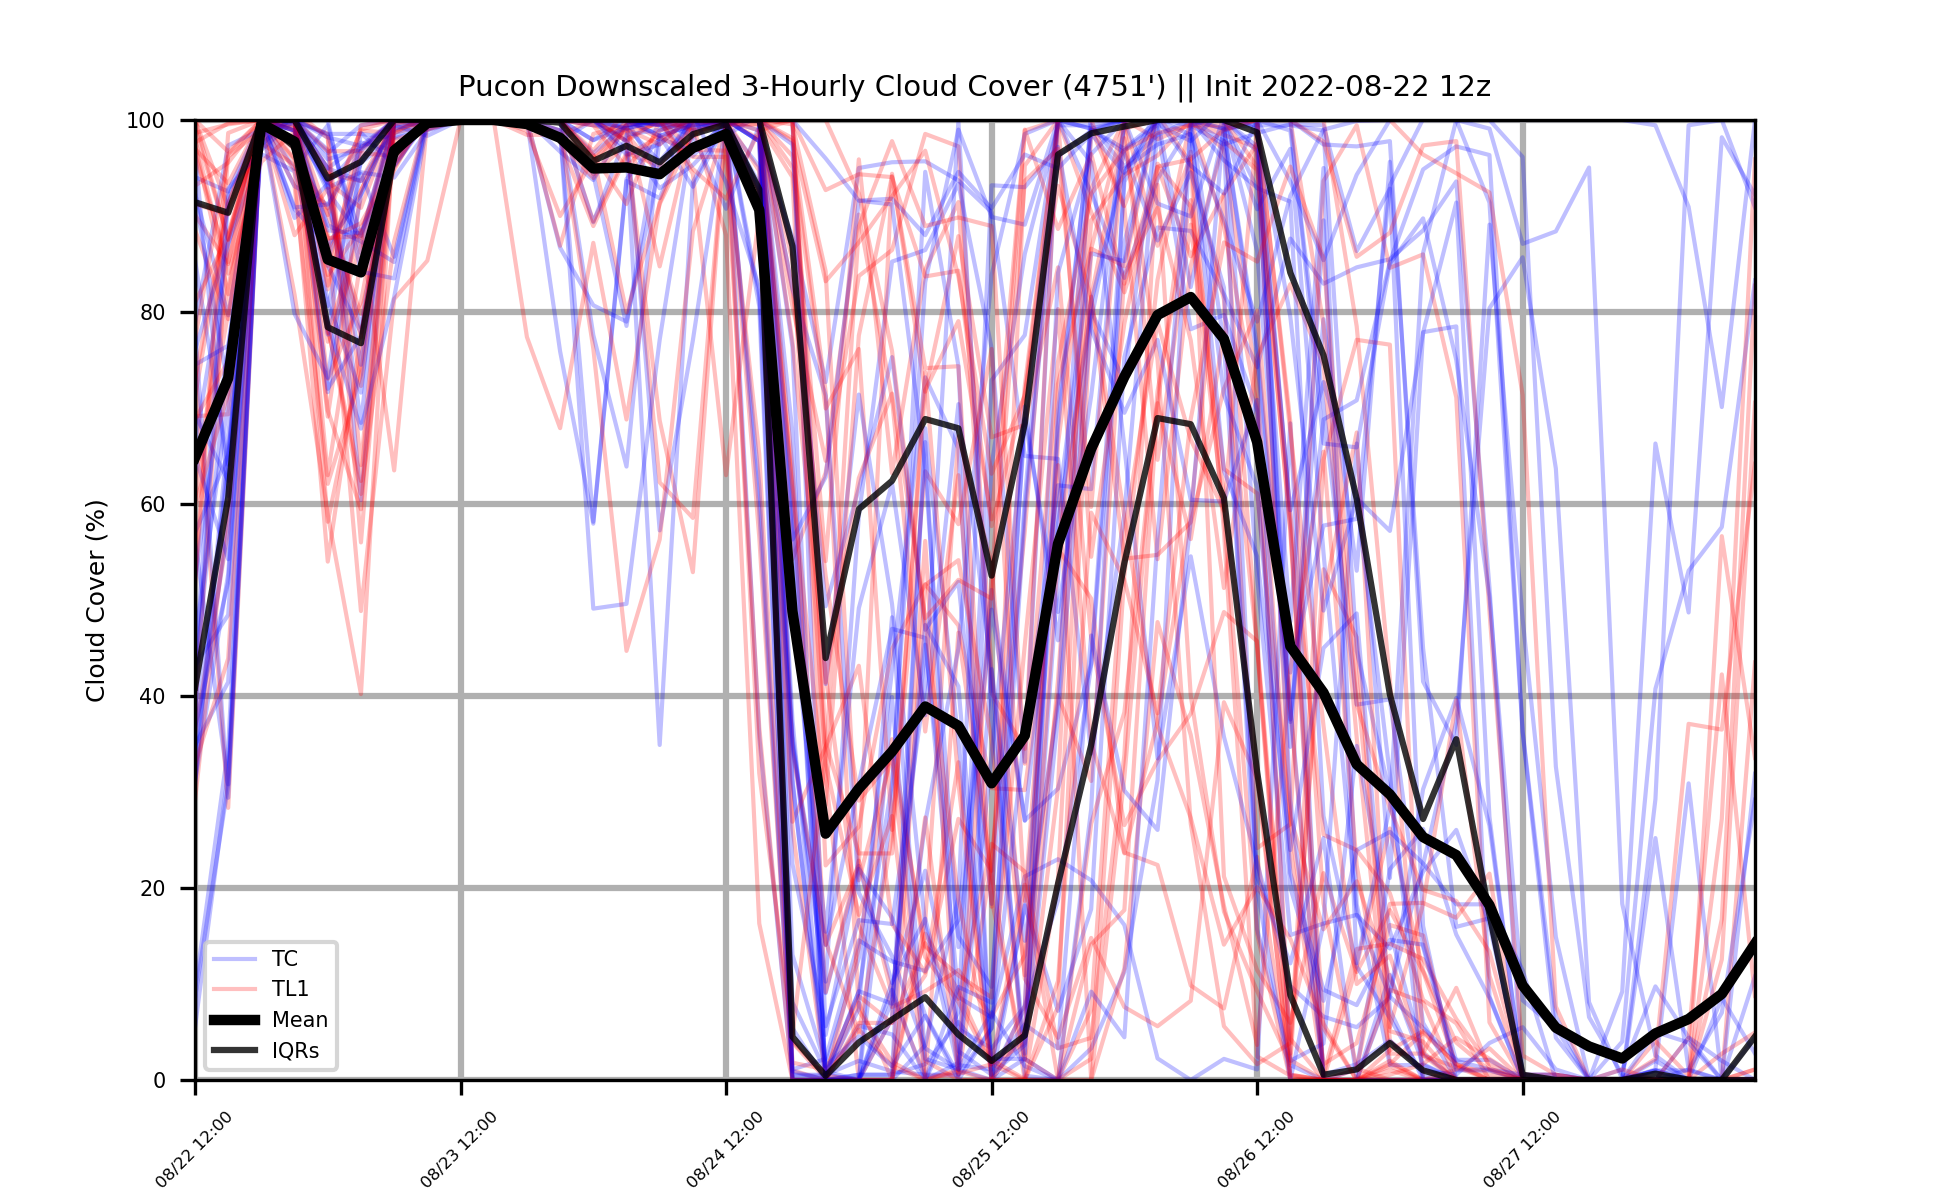 Pucon Downscaled 3-Hourly Cloud Cover (4751') || Init 2022-08-22 12z
Cloud Cover (%)
100
80
60
40
20
0
TC
TL1
Mean
IQRs
08/22 12:00
08/23 12:00
08/24 12:00
08/25 12:00
08/26 12:00
08/27 12:00